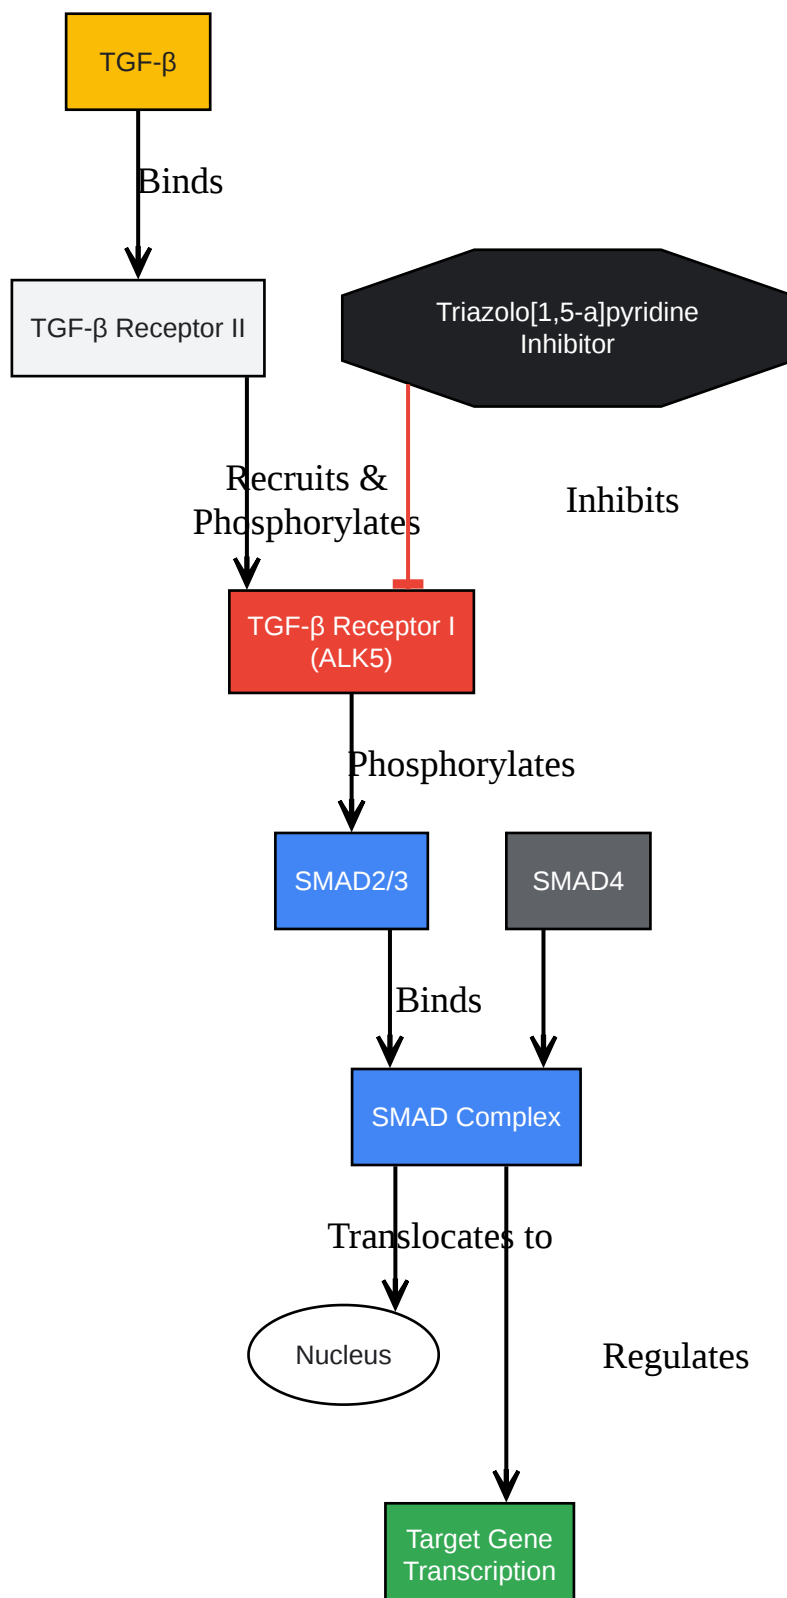 TGF-β
Binds
TGF-β Receptor II
Triazolo[1,5-a]pyridine
Inhibitor
Recruits &
Phosphorylates
Inhibits
TGF-β Receptor I
(ALK5)
Phosphorylates
SMAD2/3
SMAD4
Binds
SMAD Complex
Translocates to
Nucleus
Regulates
Target Gene
Transcription